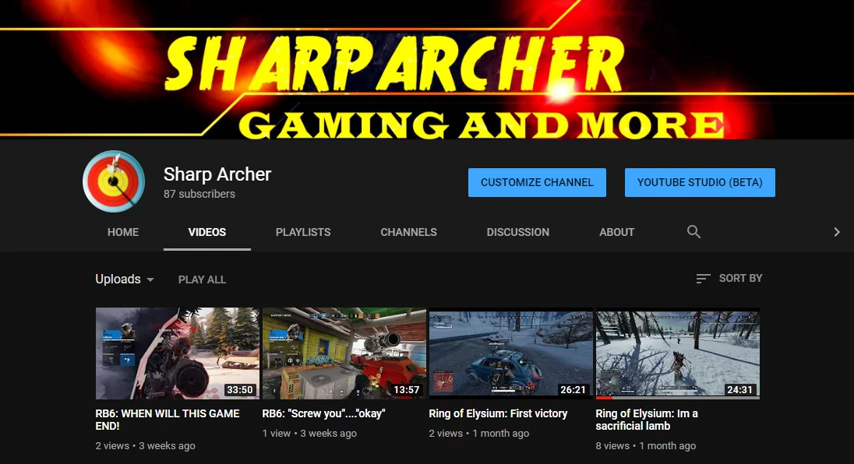 SHARP ARCHER
GAMING AND MORE
Sharp Archer
87 subscribers
CUSTOMIZE CHANNEL
YOUTUBE STUDIO (BETA)
HOME VIDEOS PLAYLISTS CHANNELS DISCUSSION ABOUT
Uploads PLAY ALL SORT BY
33:50 13:57 26:21 24:31
RB6: WHEN WILL THIS GAME
END!
2 views • 3 weeks ago
RB6: "Screw you"...."okay"
1 view • 3 weeks ago
Ring of Elysium: First victory
2 views • 1 month ago
Ring of Elysium: Im a
sacrificial lamb
8 views • 1 month ago